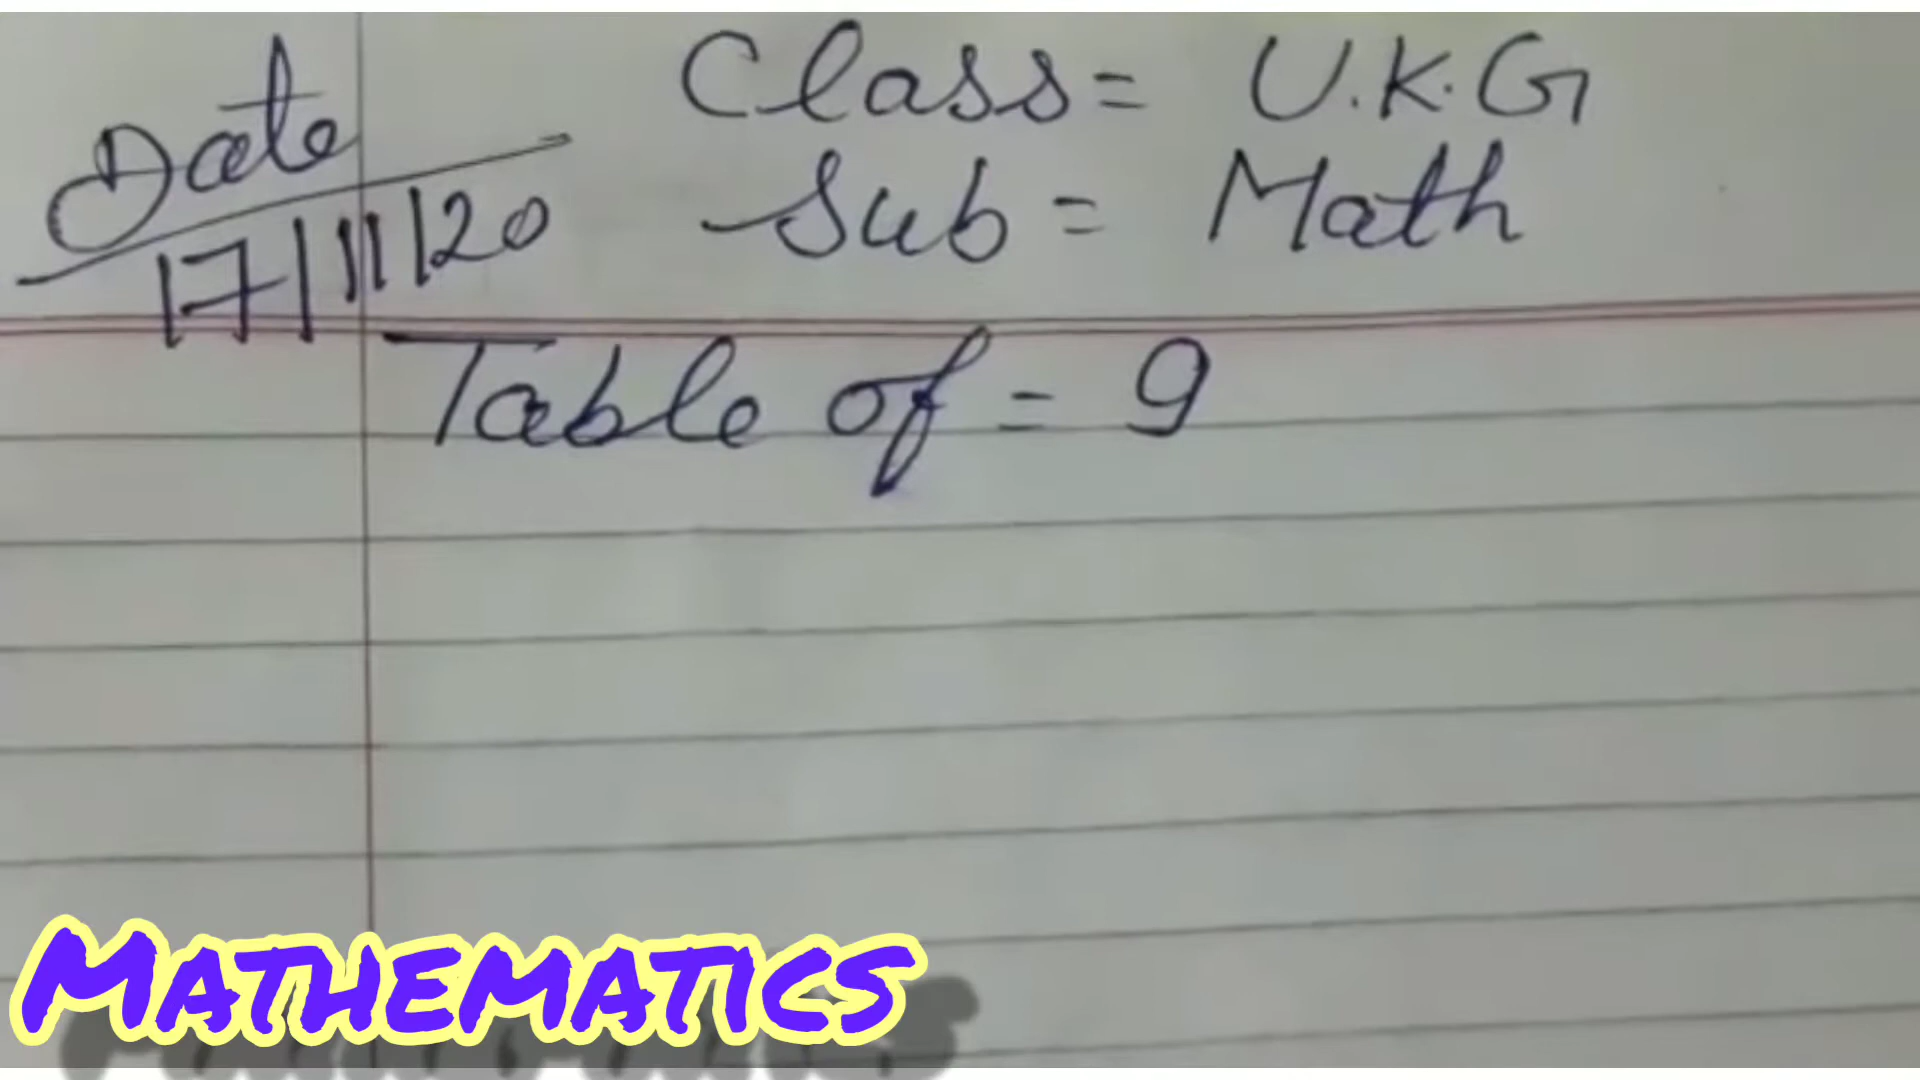 Date
17/11/20
Class = U.K.G
Sub = Math
Table of = 9
MATHEMATICS